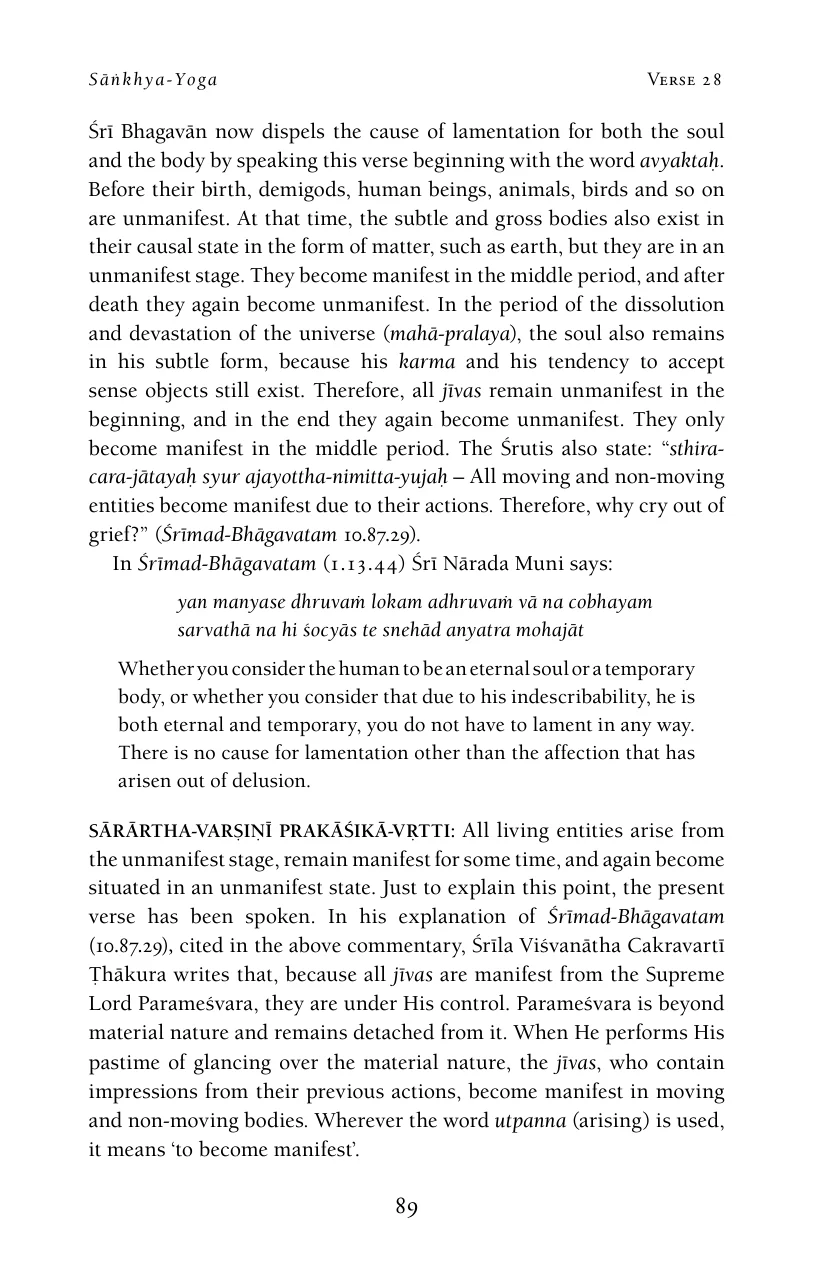 Sāṅkhya-Yoga Verse 28
Śrī Bhagavān now dispels the cause of lamentation for both the soul
and the body by speaking this verse beginning with the word avyaktaḥ.
Before their birth, demigods, human beings, animals, birds and so on
are unmanifest. At that time, the subtle and gross bodies also exist in
their causal state in the form of matter, such as earth, but they are in an
unmanifest stage. They become manifest in the middle period, and after
death they again become unmanifest. In the period of the dissolution
and devastation of the universe (mahā-pralaya), the soul also remains
in his subtle form, because his karma and his tendency to accept
sense objects still exist. Therefore, all jīvas remain unmanifest in the
beginning, and in the end they again become unmanifest. They only
become manifest in the middle period. The Śrutis also state: “sthira-
cara-jātayaḥ syur ajayottha-nimitta-yujaḥ – All moving and non-moving
entities become manifest due to their actions. Therefore, why cry out of
grief?” (Śrīmad-Bhāgavatam 10.87.29).
In Śrīmad-Bhāgavatam (1.13.44) Śrī Nārada Muni says:
yan manyase dhruvaṁ lokam adhruvaṁ vā na cobhayam
sarvathā na hi śocyās te snehād anyatra mohajāt
Whether you consider the human to be an eternal soul or a temporary
body, or whether you consider that due to his indescribability, he is
both eternal and temporary, you do not have to lament in any way.
There is no cause for lamentation other than the affection that has
arisen out of delusion.
SĀRĀRTHA-VARṢIṆĪ PRAKĀŚIKĀ-VṚTTI: All living entities arise from
the unmanifest stage, remain manifest for some time, and again become
situated in an unmanifest state. Just to explain this point, the present
verse has been spoken. In his explanation of Śrīmad-Bhāgavatam
(10.87.29), cited in the above commentary, Śrīla Viśvanātha Cakravartī
Ṭhākura writes that, because all jīvas are manifest from the Supreme
Lord Parameśvara, they are under His control. Parameśvara is beyond
material nature and remains detached from it. When He performs His
pastime of glancing over the material nature, the jīvas, who contain
impressions from their previous actions, become manifest in moving
and non-moving bodies. Wherever the word utpanna (arising) is used,
it means ‘to become manifest’.
89